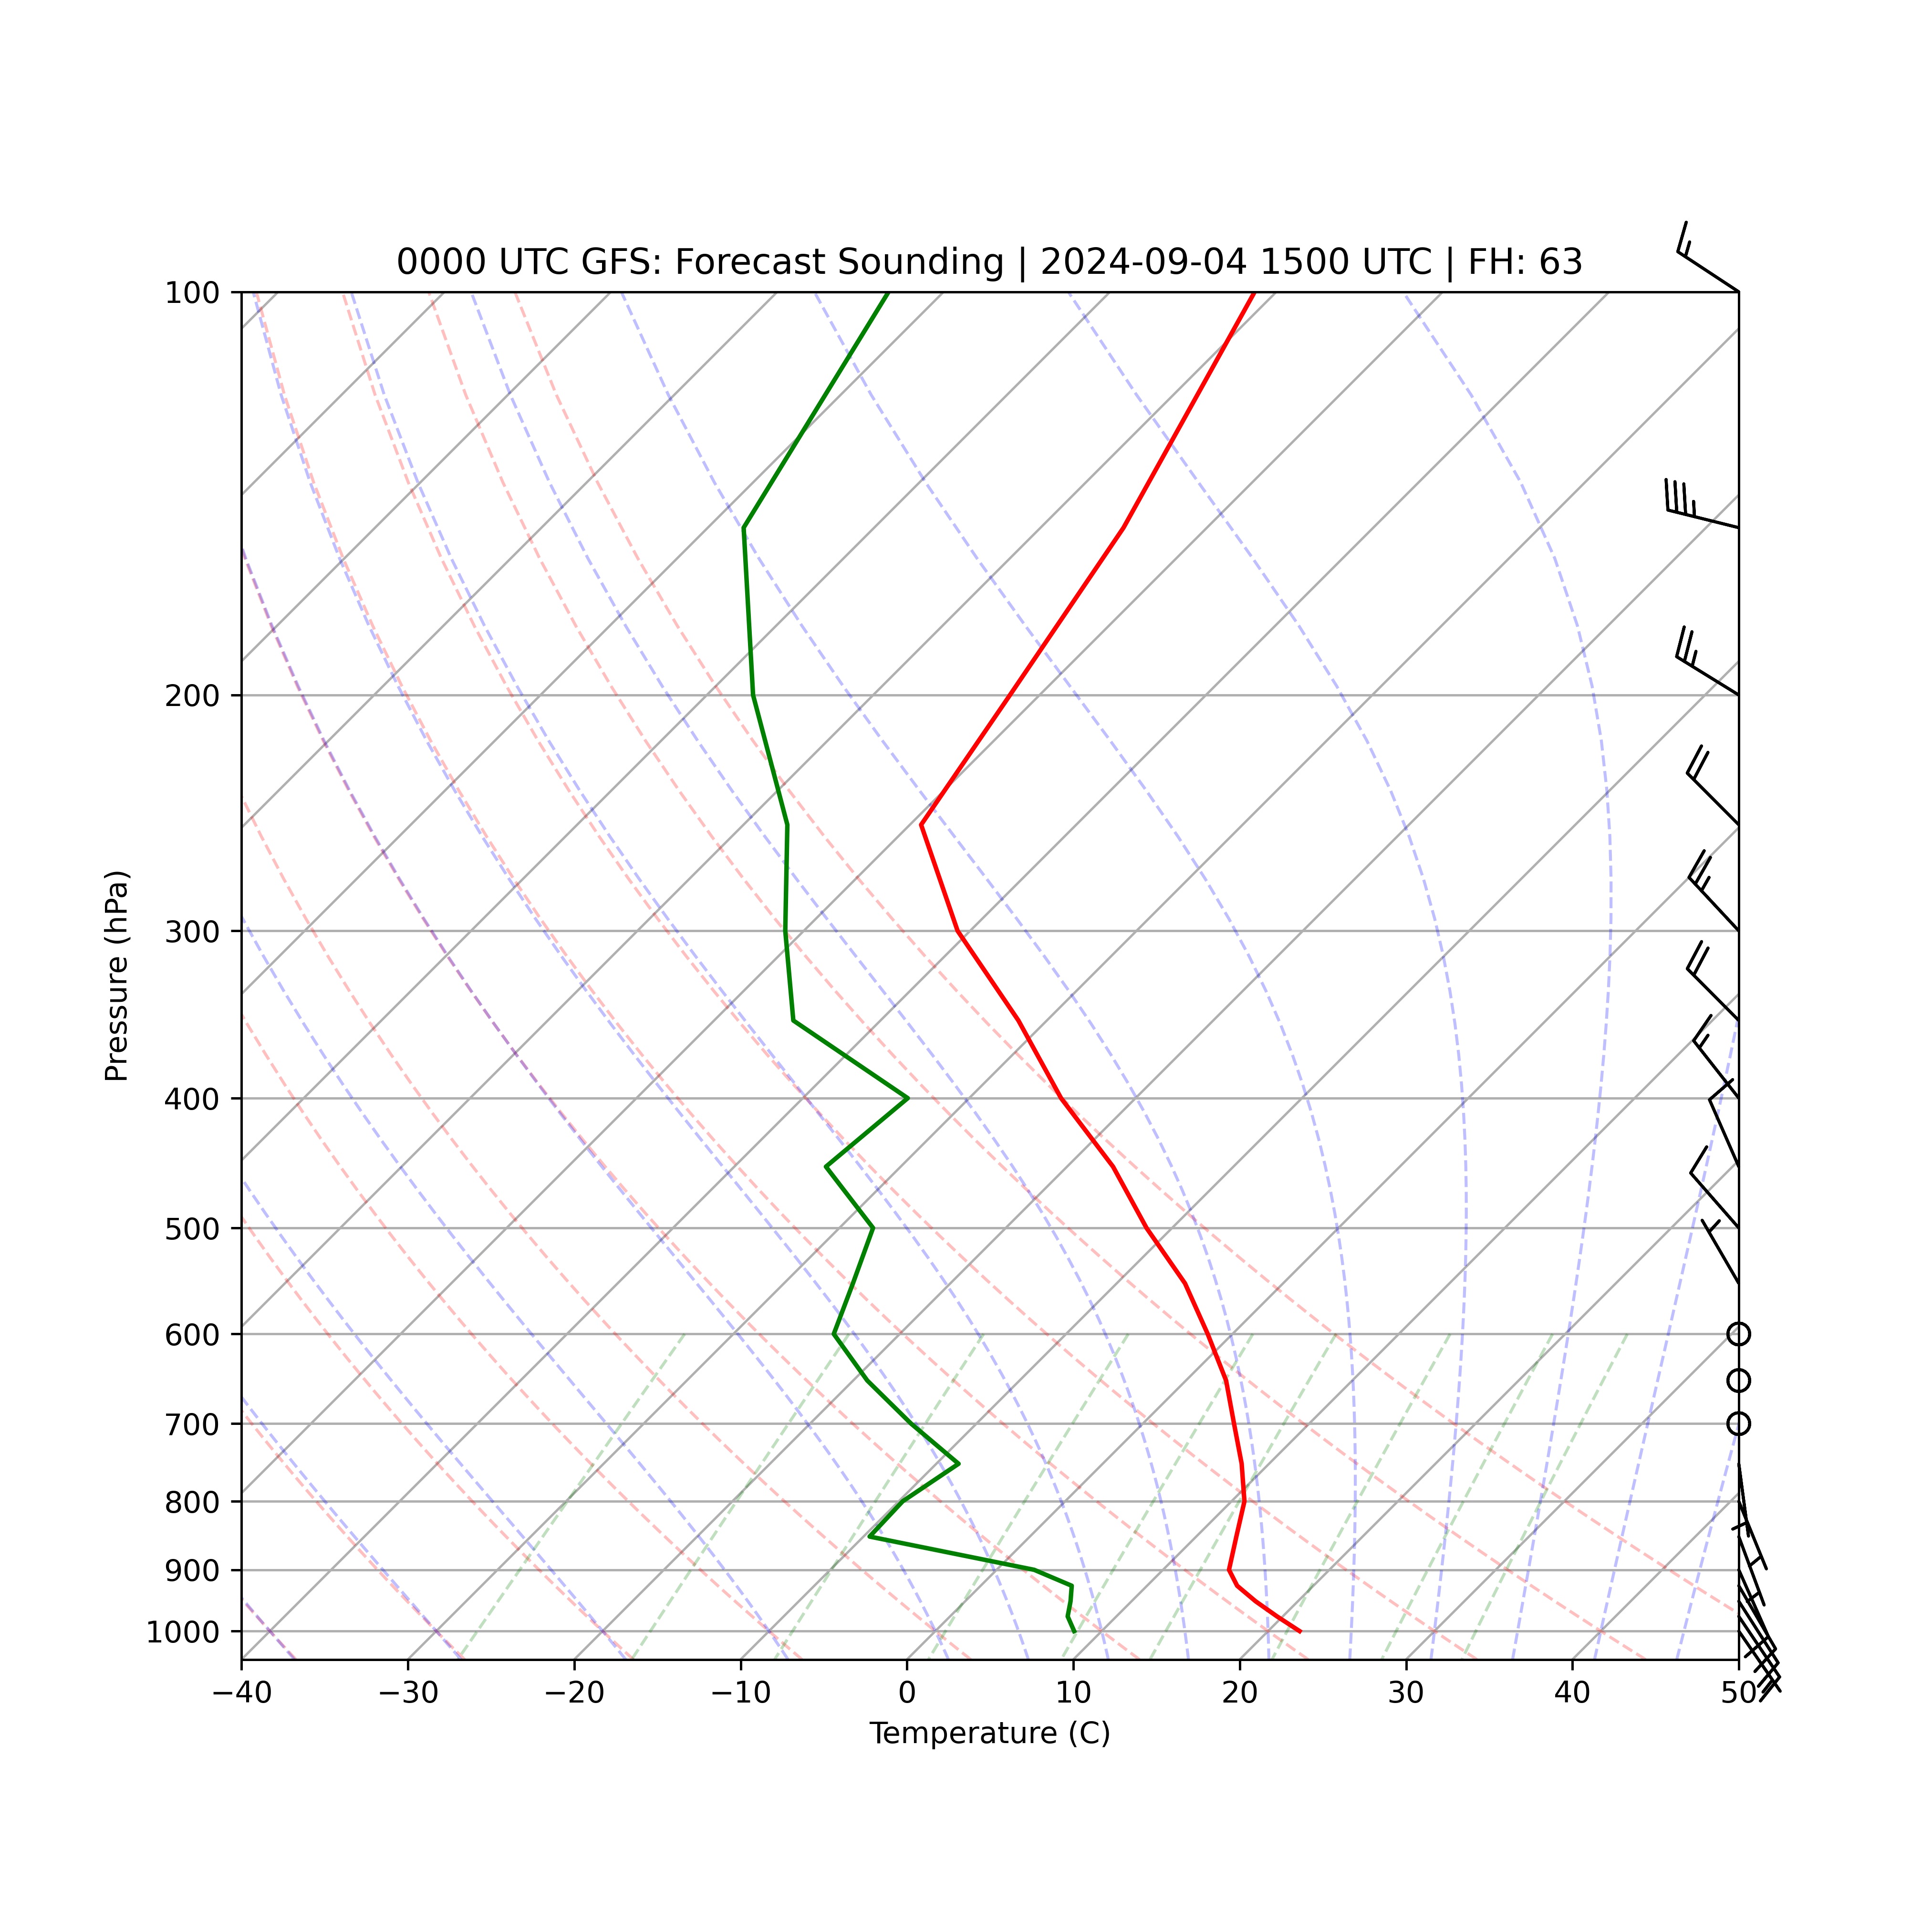 0000 UTC GFS: Forecast Sounding | 2024-09-04 1500 UTC | FH: 63
100
200
300
400
500
600
700
800
900
1000
Pressure (hPa)
−40 −30 −20 −10 0 10 20 30 40 50
Temperature (C)